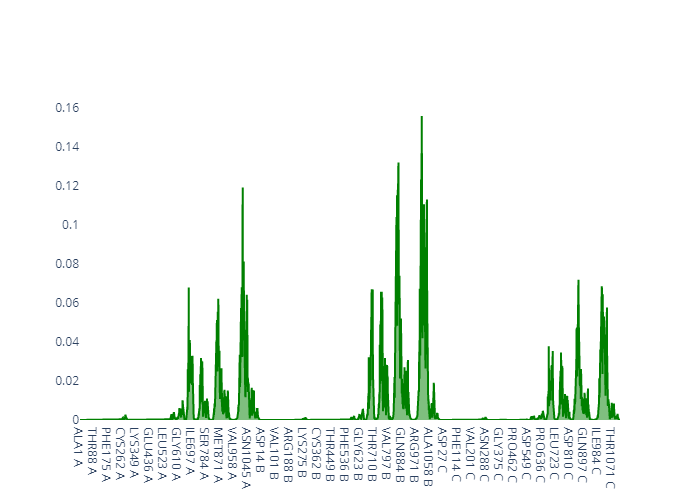 0.16
0.14
0.12
0.1
0.08
0.06
0.04
0.02
0
ALA1 A
THR88 A
PHE175 A
CYS262 A
LYS349 A
GLU436 A
LEU523 A
GLY610 A
ILE697 A
SER784 A
MET871 A
VAL958 A
ASN1045 A
ASP14 B
VAL101 B
ARG188 B
LYS275 B
CYS362 B
THR449 B
PHE536 B
GLY623 B
THR710 B
VAL797 B
GLN884 B
ARG971 B
ALA1058 B
ASP27 C
PHE114 C
VAL201 C
ASN288 C
GLY375 C
PRO462 C
ASP549 C
PRO636 C
LEU723 C
ASP810 C
GLN897 C
ILE984 C
THR1071 C